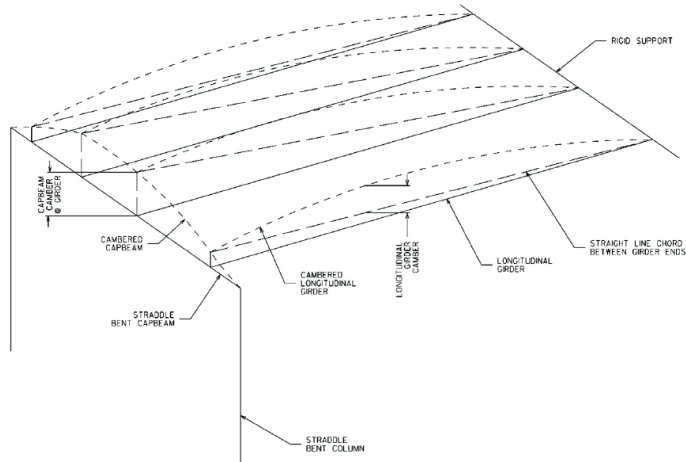 RIGID SUPPORT
CAPBEAM
CAMBER
@ GIRDER
CAMBERED
CAPBEAM
CAMBERED
LONGITUDINAL
GIRDER
LONGITUDINAL
GIRDER
CAMBER
LONGITUDINAL
GIRDER
STRAIGHT LINE CHORD
BETWEEN GIRDER ENDS
STRADDLE
BENT CAPBEAM
STRADDLE
BENT COLUMN